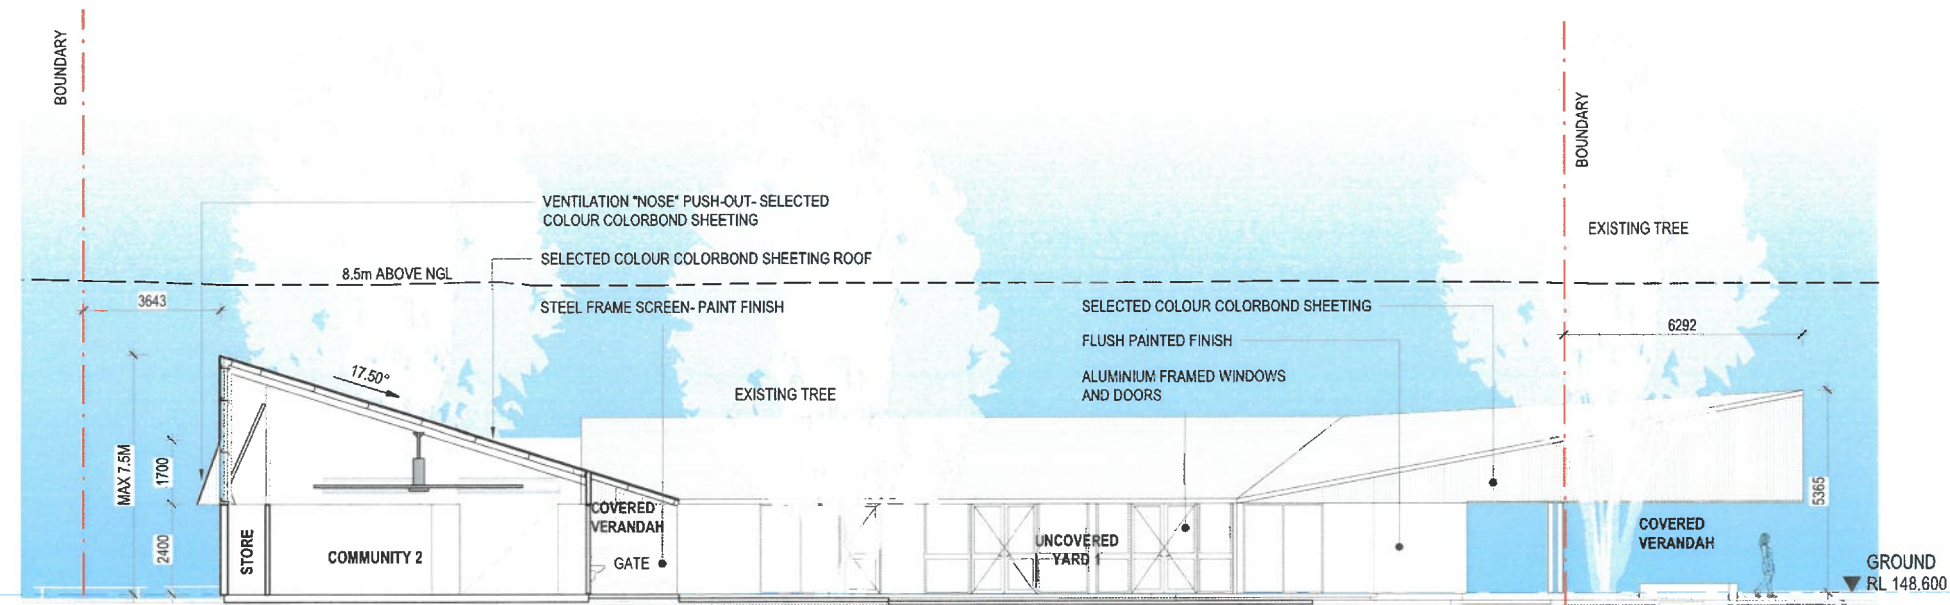 BOUNDARY
BOUNDARY
VENTILATION "NOSE" PUSH-OUT- SELECTED
COLOUR COLORBOND SHEETING
EXISTING TREE
SELECTED COLOUR COLORBOND SHEETING ROOF
8.5m ABOVE NGL
3643
STEEL FRAME SCREEN- PAINT FINISH
SELECTED COLOUR COLORBOND SHEETING
6292
FLUSH PAINTED FINISH
17.50°
ALUMINIUM FRAMED WINDOWS
AND DOORS
EXISTING TREE
MAX 7.5M
1700
2400
5365
STORE
COMMUNITY 2
COVERED
VERANDAH
GATE
UNCOVERED
YARD 1
COVERED
VERANDAH
GROUND
RL 148.600